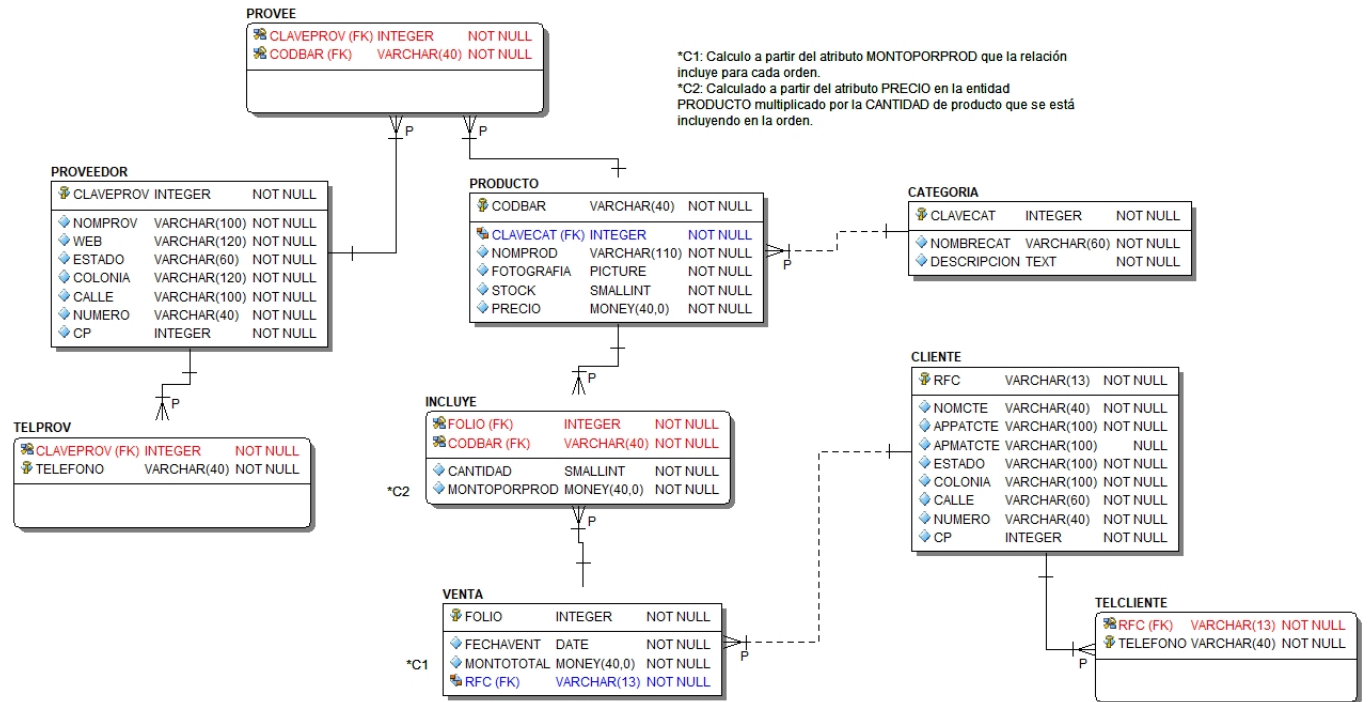 PROVEE
CLAVEPROV (FK) INTEGER NOT NULL
CODBAR (FK) VARCHAR(40) NOT NULL
P
P
*C1: Calculo a partir del atributo MONTOPORPROD que la relación
incluye para cada orden.
*C2: Calculado a partir del atributo PRECIO en la entidad
PRODUCTO multiplicado por la CANTIDAD de producto que se está
incluyendo en la orden.
PROVEEDOR
CLAVEPROV INTEGER NOT NULL
NOMPROV VARCHAR(100) NOT NULL
WEB VARCHAR(120) NOT NULL
ESTADO VARCHAR(60) NOT NULL
COLONIA VARCHAR(120) NOT NULL
CALLE VARCHAR(100) NOT NULL
NUMERO VARCHAR(40) NOT NULL
CP INTEGER NOT NULL
P
PRODUCTO
CODBAR VARCHAR(40) NOT NULL
CLAVECAT (FK) INTEGER NOT NULL
NOMPROD VARCHAR(110) NOT NULL
FOTOGRAFIA PICTURE NOT NULL
STOCK SMALLINT NOT NULL
PRECIO MONEY(40,0) NOT NULL
P
P
CATEGORIA
CLAVECAT INTEGER NOT NULL
NOMBRECAT VARCHAR(60) NOT NULL
DESCRIPCION TEXT NOT NULL
TELPROV
CLAVEPROV (FK) INTEGER NOT NULL
TELEFONO VARCHAR(40) NOT NULL
INCLUYE
FOLIO (FK) INTEGER NOT NULL
CODBAR (FK) VARCHAR(40) NOT NULL
CANTIDAD SMALLINT NOT NULL
*C2 MONTOPORPROD MONEY(40,0) NOT NULL
P
CLIENTE
RFC VARCHAR(13) NOT NULL
NOMCTE VARCHAR(40) NOT NULL
APPATCTE VARCHAR(100) NOT NULL
APMATCTE VARCHAR(100) NULL
ESTADO VARCHAR(100) NOT NULL
COLONIA VARCHAR(100) NOT NULL
CALLE VARCHAR(60) NOT NULL
NUMERO VARCHAR(40) NOT NULL
CP INTEGER NOT NULL
VENTA
FOLIO INTEGER NOT NULL
FECHAVENT DATE NOT NULL
*C1 MONTOTOTAL MONEY(40,0) NOT NULL
RFC (FK) VARCHAR(13) NOT NULL
P
TELCLIENTE
RFC (FK) VARCHAR(13) NOT NULL
TELEFONO VARCHAR(40) NOT NULL
P